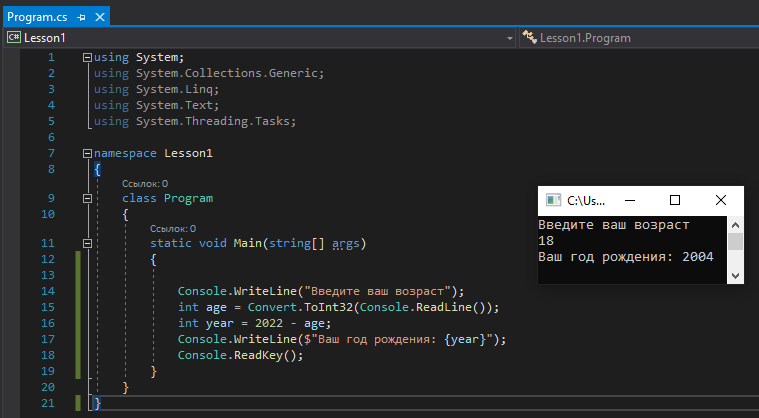 Program.cs
C# Lesson1
Lesson1.Program
1 using System;
2 using System.Collections.Generic;
3 using System.Linq;
4 using System.Text;
5 using System.Threading.Tasks;
6
7 namespace Lesson1
8 {
Ссылок: 0
9 class Program
10 {
Ссылок: 0
11 static void Main(string[] args)
12 {
13
14 Console.WriteLine("Введите ваш возраст");
15 int age = Convert.ToInt32(Console.ReadLine());
16 int year = 2022 - age;
17 Console.WriteLine($"Ваш год рождения: {year}");
18 Console.ReadKey();
19 }
20 }
21 }
C:\Us...
Введите ваш возраст
18
Ваш год рождения: 2004